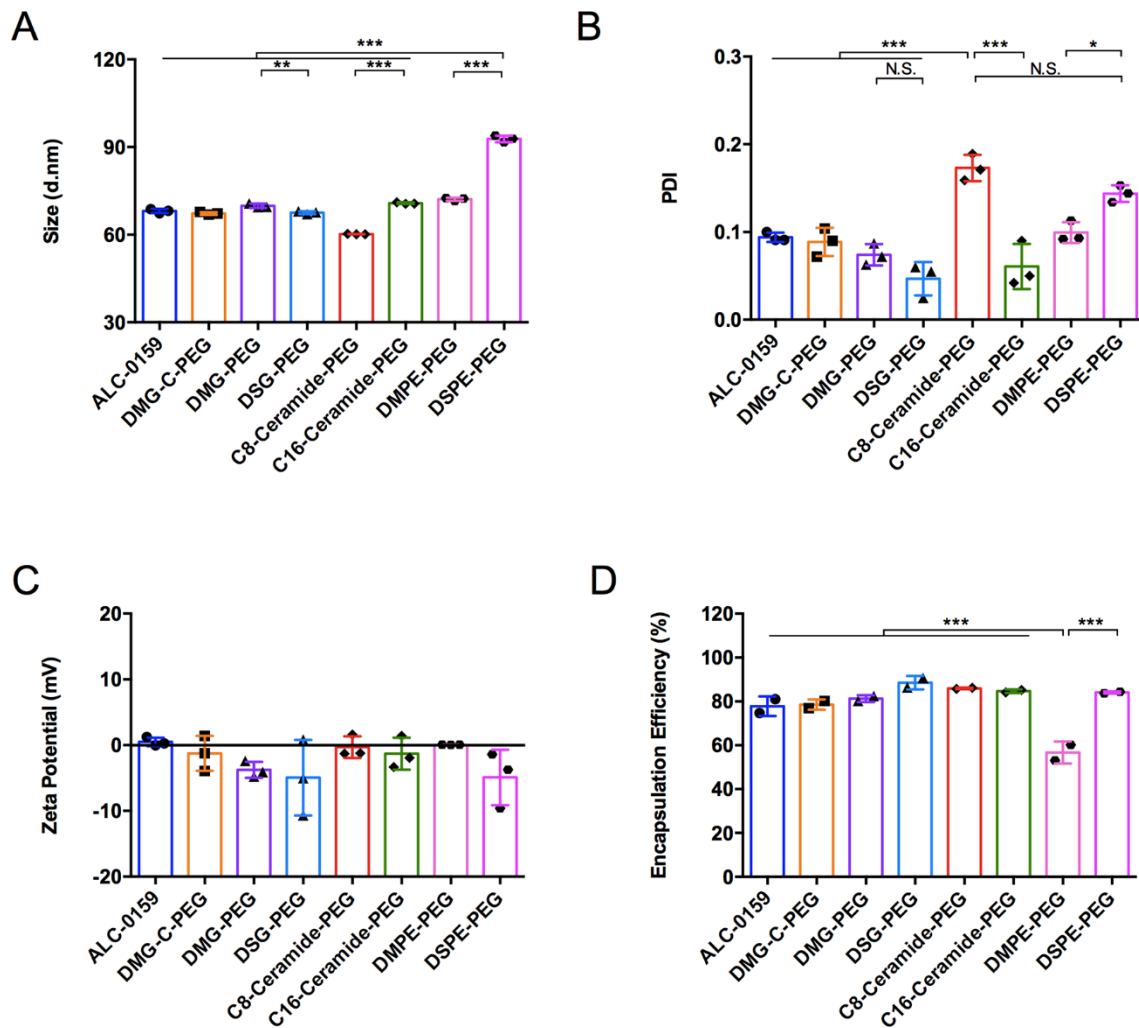 A
***
** *** ***
120
90
60
30
Size (d.nm)
ALC-0159
DMG-C-PEG
DMG-PEG
DSG-PEG
C8-Ceramide-PEG
C16-Ceramide-PEG
DMPE-PEG
DSPE-PEG
B
*** *** *
N.S. N.S.
0.3
0.2
0.1
0.0
PDI
ALC-0159
DMG-C-PEG
DMG-PEG
DSG-PEG
C8-Ceramide-PEG
C16-Ceramide-PEG
DMPE-PEG
DSPE-PEG
C
20
10
0
-10
-20
Zeta Potential (mV)
ALC-0159
DMG-C-PEG
DMG-PEG
DSG-PEG
C8-Ceramide-PEG
C16-Ceramide-PEG
DMPE-PEG
DSPE-PEG
D
*** ***
120
100
80
60
40
20
0
Encapsulation Efficiency (%)
ALC-0159
DMG-C-PEG
DMG-PEG
DSG-PEG
C8-Ceramide-PEG
C16-Ceramide-PEG
DMPE-PEG
DSPE-PEG